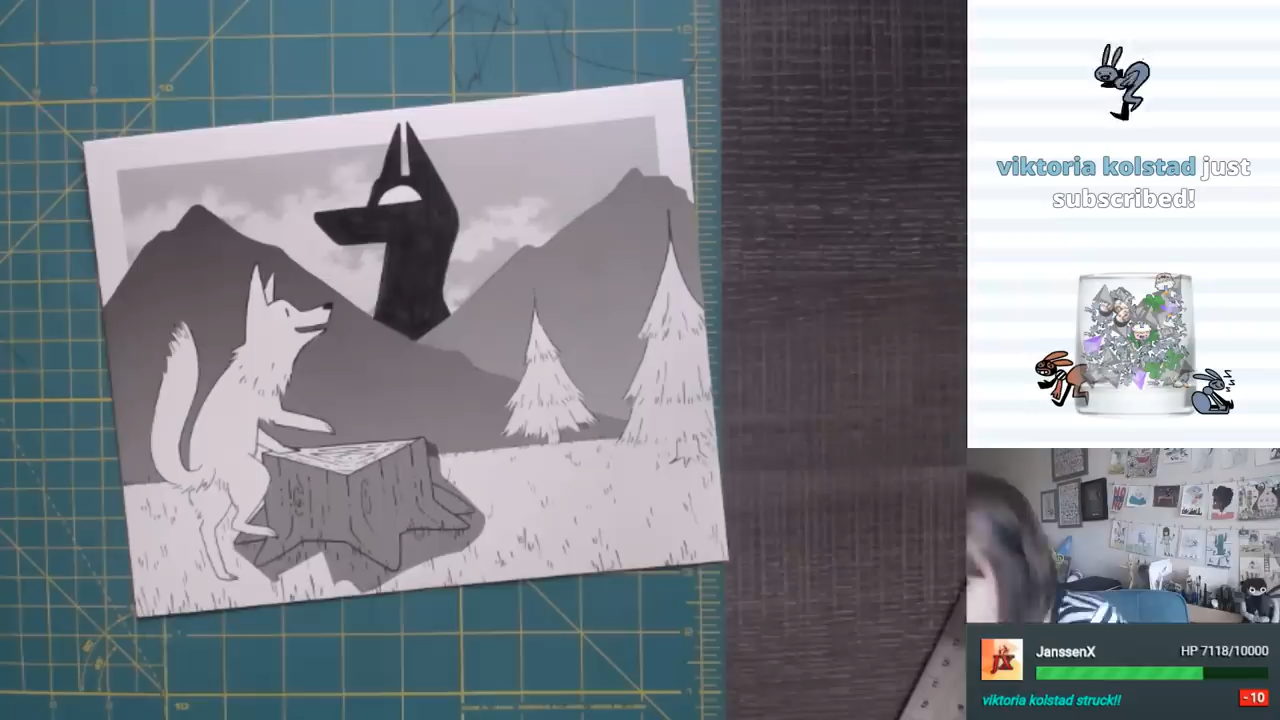 viktoria kolstad just
subscribed!
JanssenX
HP 7118/10000
viktoria kolstad struck!!
-10